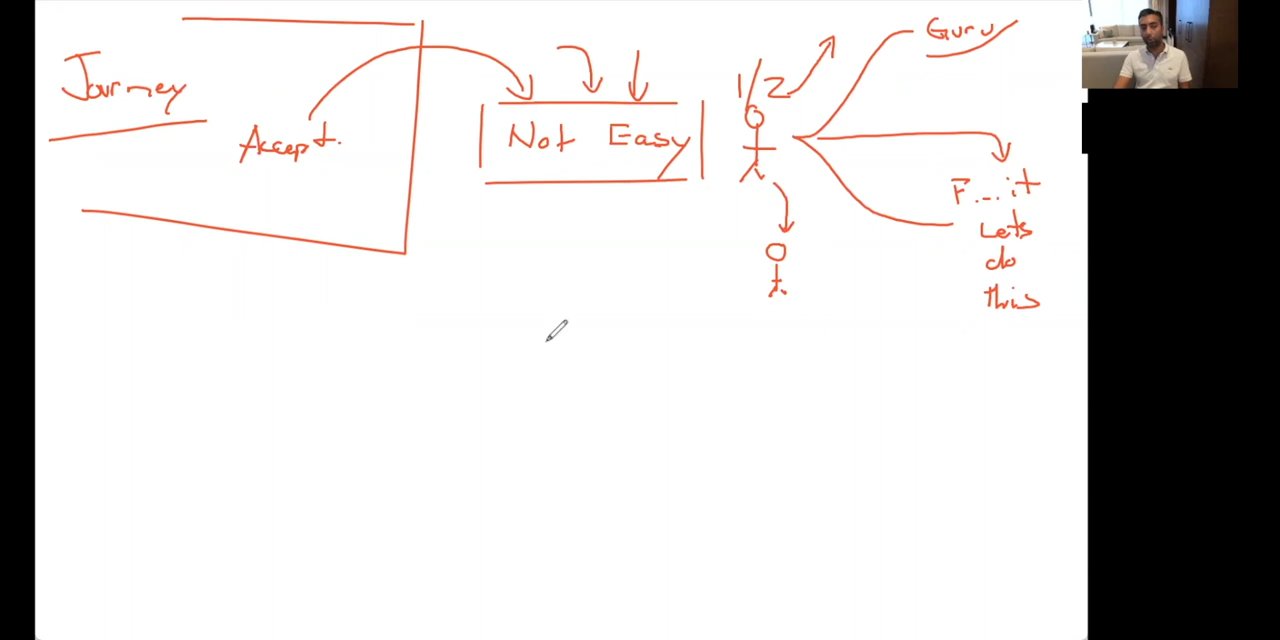 Journey
Accept.
Not Easy
1/2
Guru
F....it
Lets
do
this